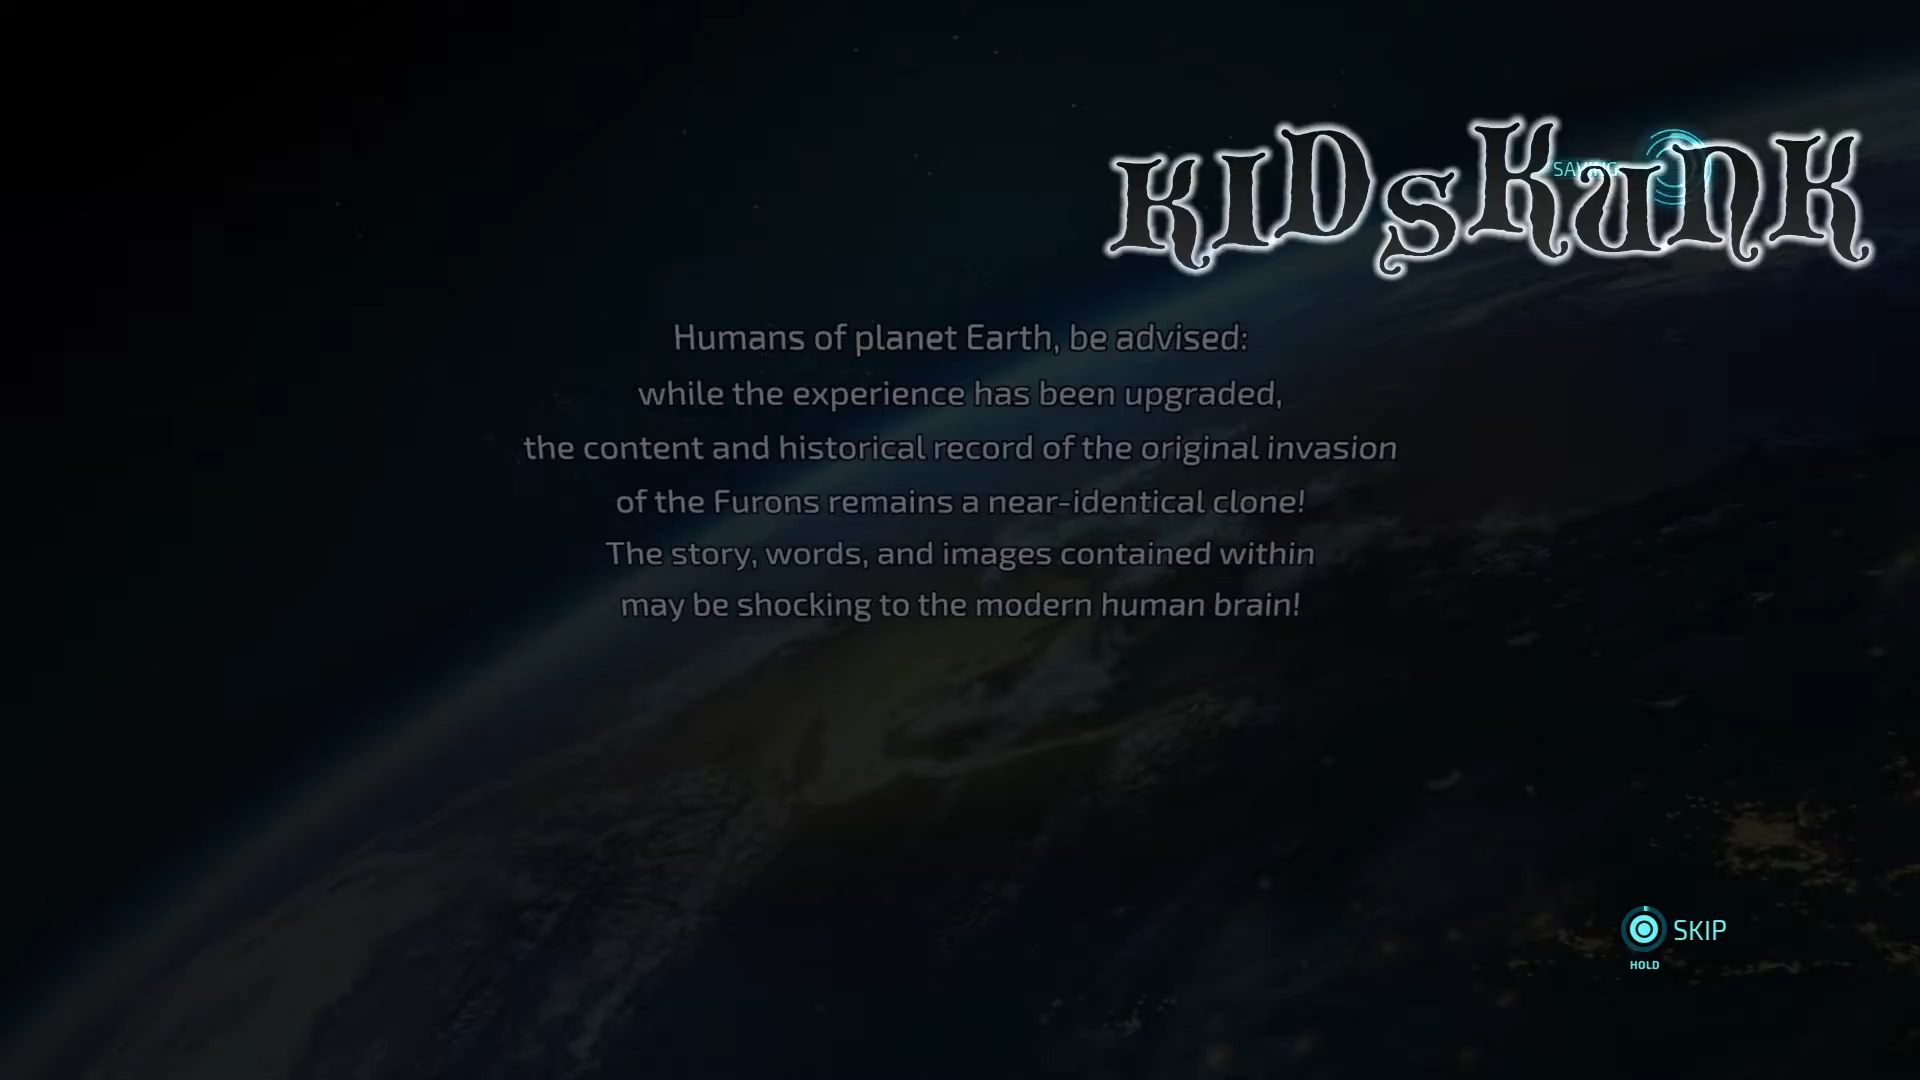 KIDsKuNK
SAVING
Humans of planet Earth, be advised:
while the experience has been upgraded,
the content and historical record of the original invasion
of the Furons remains a near-identical clone!
The story, words, and images contained within
may be shocking to the modern human brain!
SKIP
HOLD